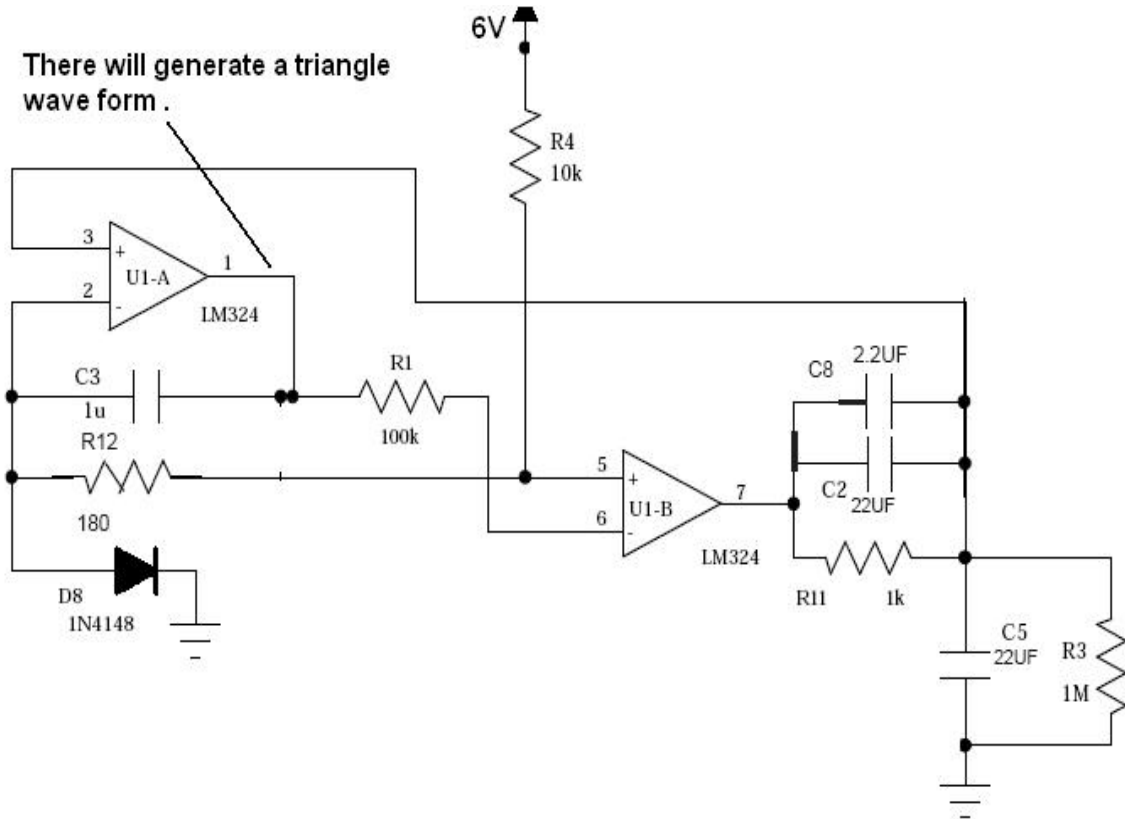 6V
There will generate a triangle
wave form .
R4
10k
3
+
U1-A
1
2
-
LM324
C3
1u
R1
100k
R12
180
D8
1N4148
5
+
U1-B
7
6
-
LM324
C8
2.2UF
C2
22UF
R11
1k
C5
22UF
R3
1M